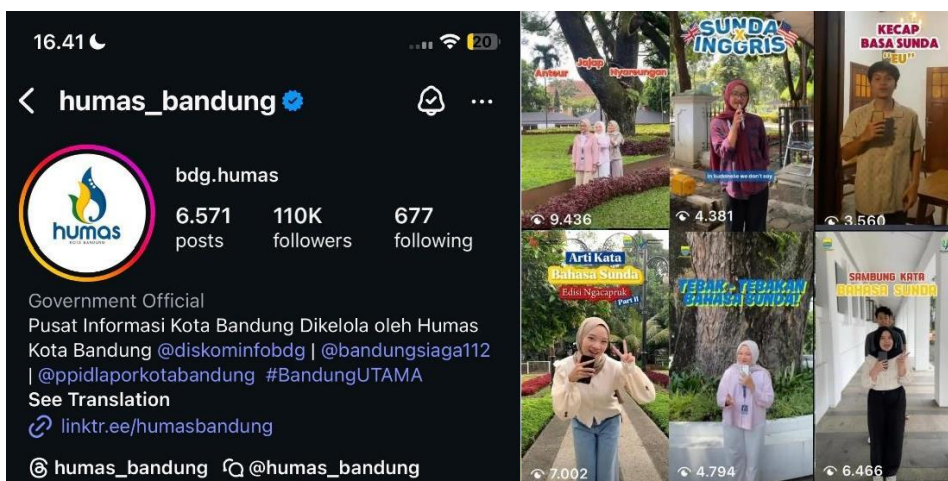 16.41
20
humas_bandung
humas
KOTA BANDUNG
bdg.humas
6.571 110K 677
posts followers following
Government Official
Pusat Informasi Kota Bandung Dikelola oleh Humas
Kota Bandung @diskominfobdg | @bandungsiaga112
| @ppidlaporkotabandung #BandungUTAMA
See Translation
linktr.ee/humasbandung
humas_bandung @humas_bandung
Anteur Jajap Nyareungan
9.436
SUNDA
X
INGGRIS
In Sudanese we don't say
4.381
KECAP
BASA SUNDA
"EU"
3.560
Arti Kata
Bahasa Sunda
Edisi Ngacapruk
Part II
7.002
TEBAK - TEBAKAN
BAHASA SUNDA!
4.794
SAMBUNG KATA
BAHASA SUNDA
6.466